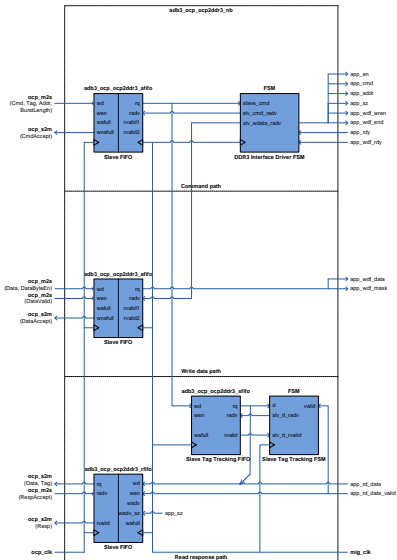 adb3_ocp_ocp2ddr3_nb
adb3_ocp_ocp2ddr3_afifo
FSM
ocp_m2s
(Cmd, Tag, Addr,
BurstLength)
ocp_s2m
(CmdAccept)
wd
wen
wafull
wnafull
rq
radv
rvalid1
rvalid2
Slave FIFO
slave_cmd
slv_cmd_radv
slv_wdata_radv
DDR3 Interface Driver FSM
app_en
app_cmd
app_addr
app_sz
app_wdf_wren
app_wdf_end
app_rdy
app_wdf_rdy
Command path
adb3_ocp_ocp2ddr3_afifo
ocp_m2s
(Data, DataByteEn)
ocp_m2s
(DataValid)
ocp_s2m
(DataAccept)
wd
wen
wafull
wnafull
rq
radv
rvalid1
rvalid2
Slave FIFO
app_wdf_data
app_wdf_mask
Write data path
adb3_ocp_ocp2ddr3_sfifo
FSM
wd
wen
wafull
rq
radv
rvalid
Slave Tag Tracking FIFO
d
valid
slv_tt_radv
slv_tt_rvalid
Slave Tag Tracking FSM
adb3_ocp_ocp2ddr3_rfifo
ocp_s2m
(Data, Tag)
ocp_m2s
(RespAccept)
ocp_s2m
(Resp)
rq
radv
rvalid
wd
wen
wadv
wadv_sz
wafull
app_sz
Slave FIFO
app_rd_data
app_rd_data_valid
ocp_clk
mig_clk
Read response path